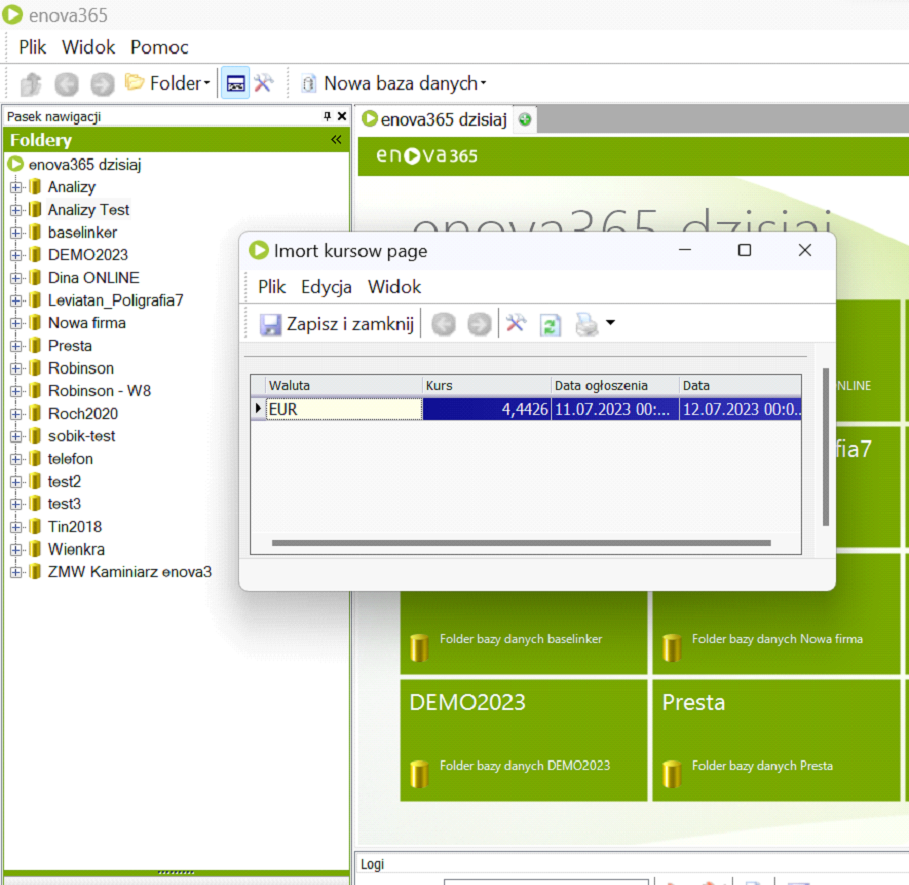 enova365
Plik Widok Pomoc
Folder Nowa baza danych
Pasek nawigacji
Foldery
enova365 dzisiaj
Analizy
Analizy Test
baselinker
DEMO2023
Dina ONLINE
Leviatan_Poligrafia7
Nowa firma
Presta
Robinson
Robinson - W8
Roch2020
sobik-test
telefon
test2
test3
Tin2018
Wienkra
ZMW Kaminiarz enova3
enova365 dzisiaj
enova365
enova365 dzisiaj
Imort kursow page
Plik Edycja Widok
Zapisz i zamknij
Waluta Kurs Data ogłoszenia Data
EUR 4,4426 11.07.2023 00:... 12.07.2023 00:0..
NLINE
fia7
Folder bazy danych baselinker
Folder bazy danych Nowa firma
DEMO2023
Folder bazy danych DEMO2023
Presta
Folder bazy danych Presta
Logi